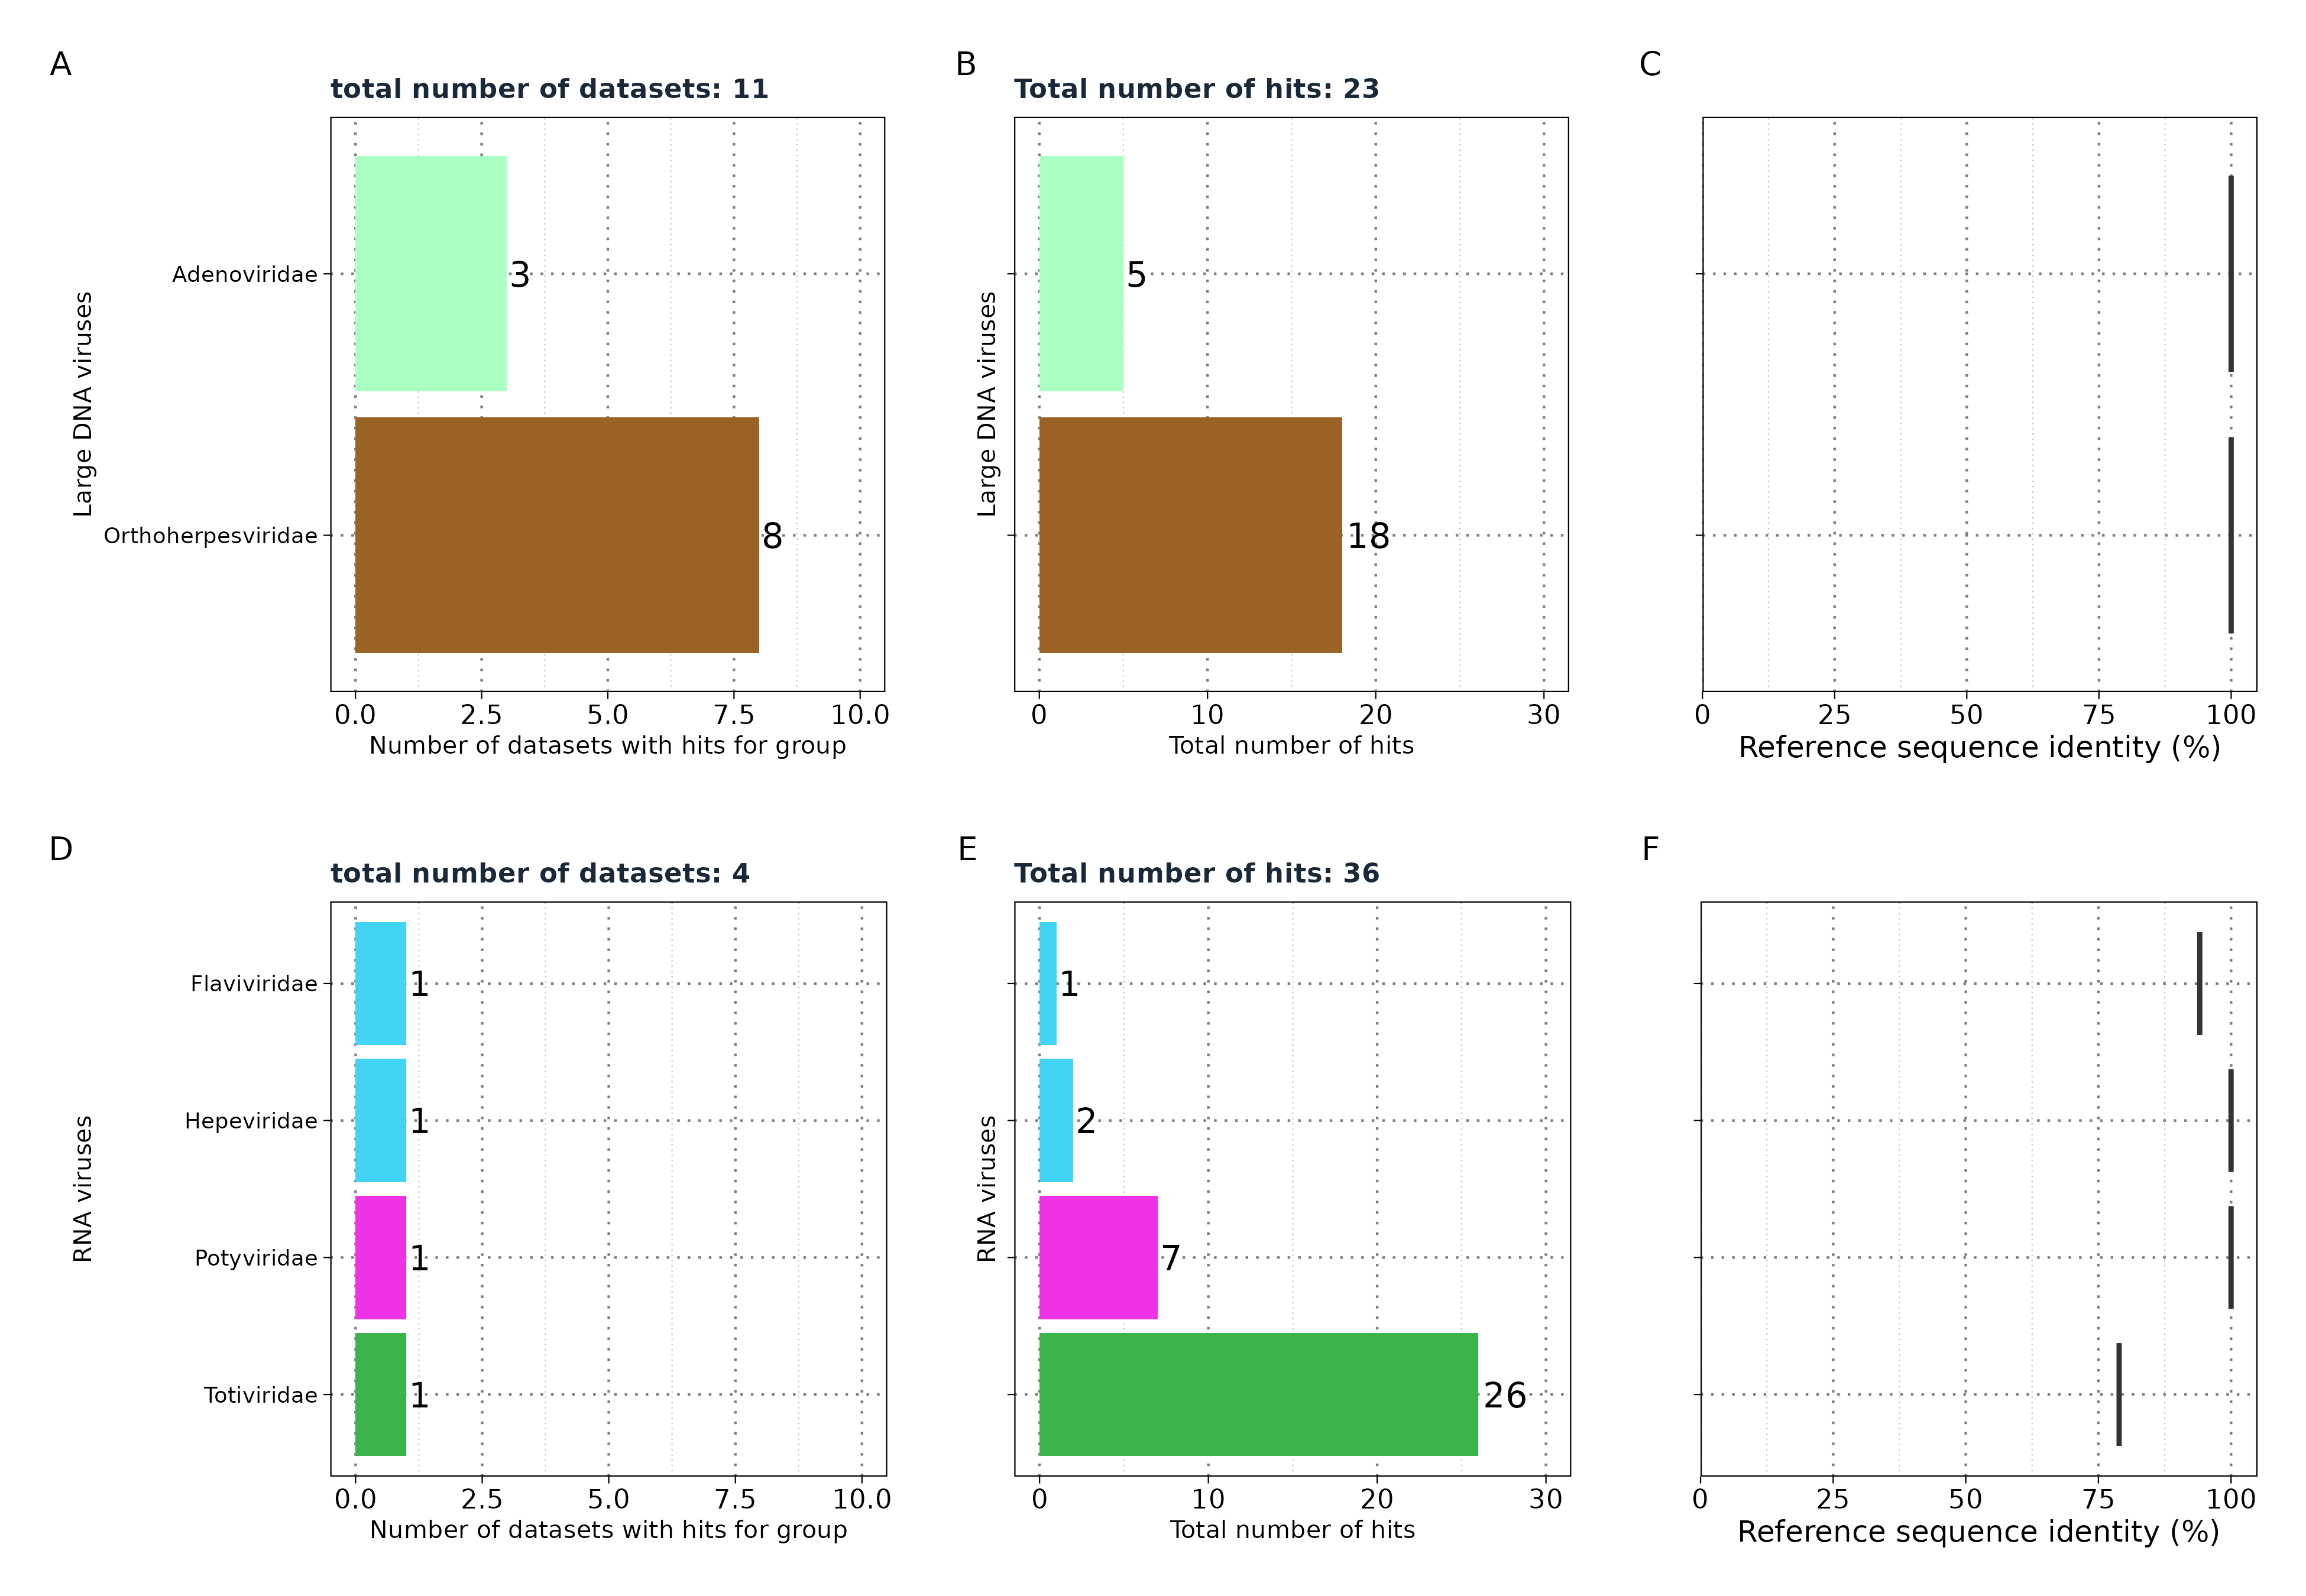 A
total number of datasets: 11
Large DNA viruses
Adenoviridae
3
Orthoherpesviridae
8
0.0 2.5 5.0 7.5 10.0
Number of datasets with hits for group
B
Total number of hits: 23
Large DNA viruses
5
18
0 10 20 30
Total number of hits
C
0 25 50 75 100
Reference sequence identity (%)
D
total number of datasets: 4
RNA viruses
Flaviviridae
1
Hepeviridae
1
Potyviridae
1
Totiviridae
1
0.0 2.5 5.0 7.5 10.0
Number of datasets with hits for group
E
Total number of hits: 36
RNA viruses
1
2
7
26
0 10 20 30
Total number of hits
F
0 25 50 75 100
Reference sequence identity (%)